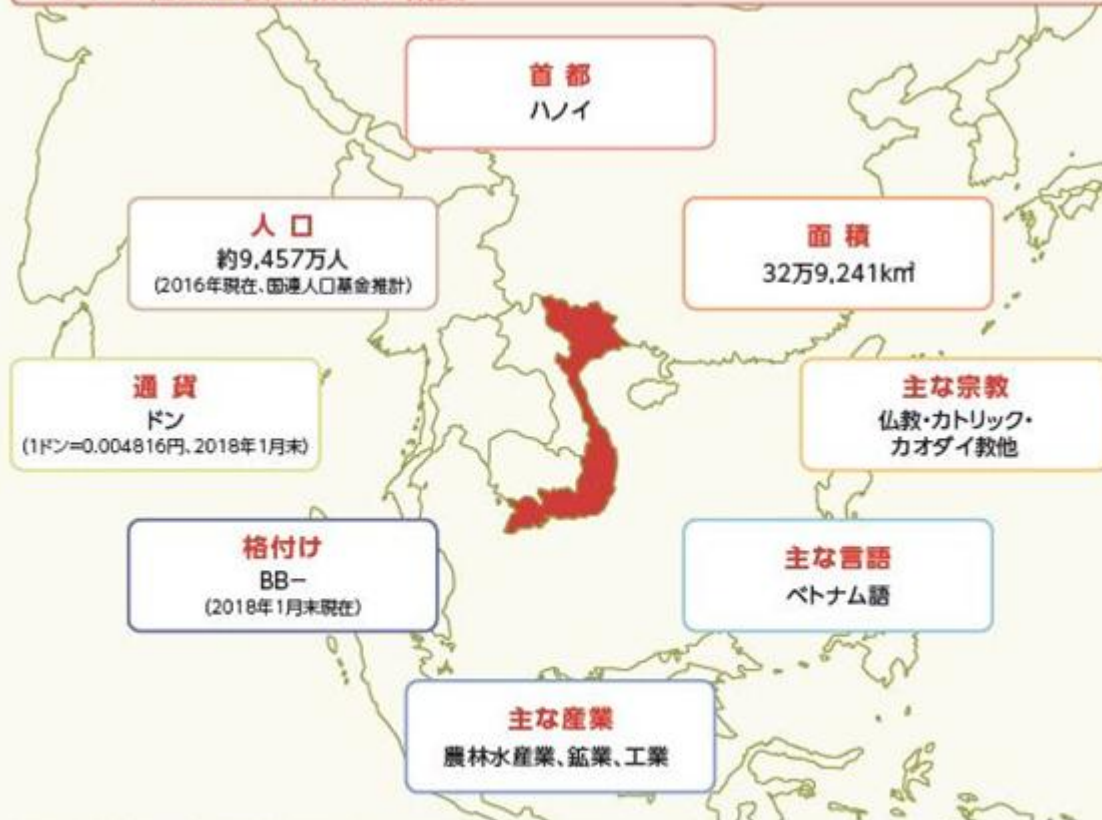 首都
ハノイ
人口
約9,457万人
(2016年現在、国連人口基金推計)
面積
32万9,241k㎡
通貨
ドン
(1ドン=0.004816円、2018年1月末)
主な宗教
仏教・カトリック・
カオダイ教他
格付け
BB－
(2018年1月末現在)
主な言語
ベトナム語
主な産業
農林水産業、鉱業、工業